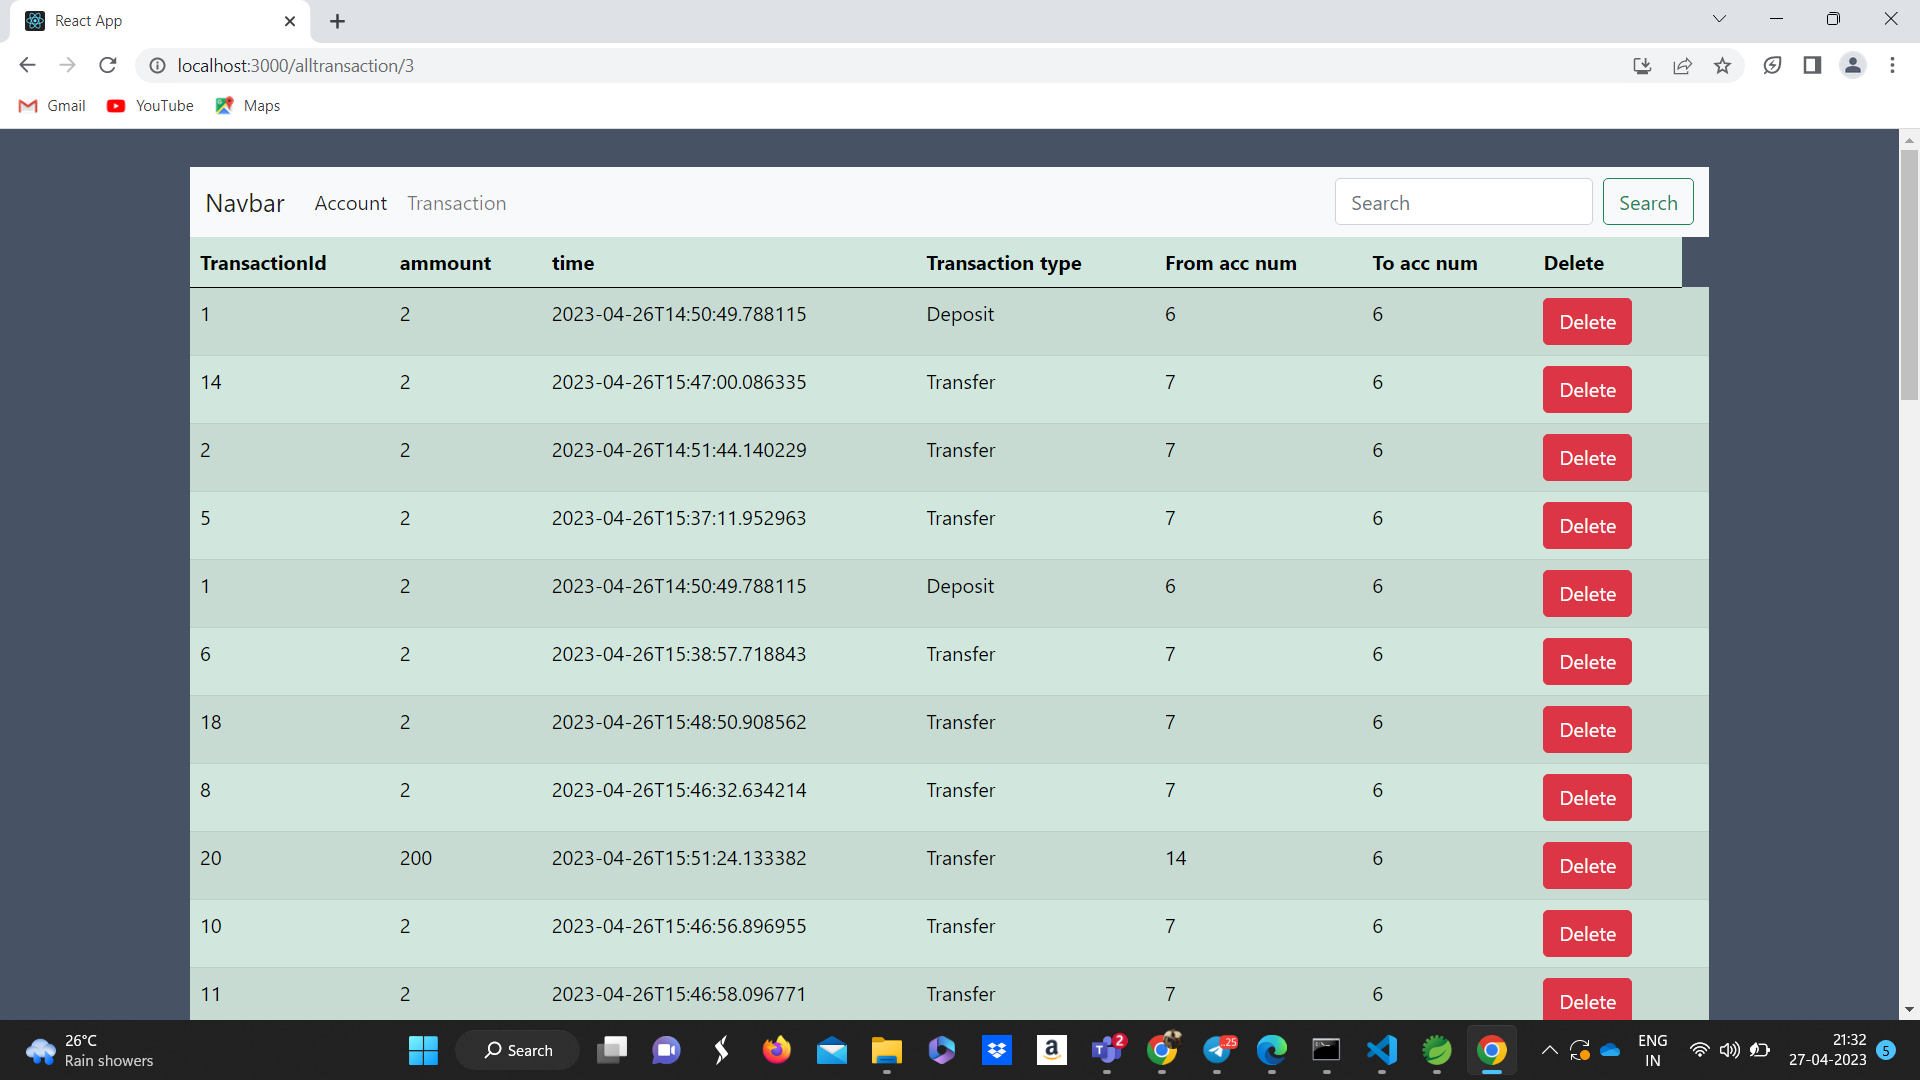 React App
localhost:3000/alltransaction/3
Gmail YouTube Maps
Navbar Account Transaction Search Search
TransactionId ammount time Transaction type From acc num To acc num Delete
1 2 2023-04-26T14:50:49.788115 Deposit 6 6 Delete
14 2 2023-04-26T15:47:00.086335 Transfer 7 6 Delete
2 2 2023-04-26T14:51:44.140229 Transfer 7 6 Delete
5 2 2023-04-26T15:37:11.952963 Transfer 7 6 Delete
1 2 2023-04-26T14:50:49.788115 Deposit 6 6 Delete
6 2 2023-04-26T15:38:57.718843 Transfer 7 6 Delete
18 2 2023-04-26T15:48:50.908562 Transfer 7 6 Delete
8 2 2023-04-26T15:46:32.634214 Transfer 7 6 Delete
20 200 2023-04-26T15:51:24.133382 Transfer 14 6 Delete
10 2 2023-04-26T15:46:56.896955 Transfer 7 6 Delete
11 2 2023-04-26T15:46:58.096771 Transfer 7 6 Delete
26°C
Rain showers
Search
a
T
2
.25
ENG
IN
21:32
27-04-2023
5